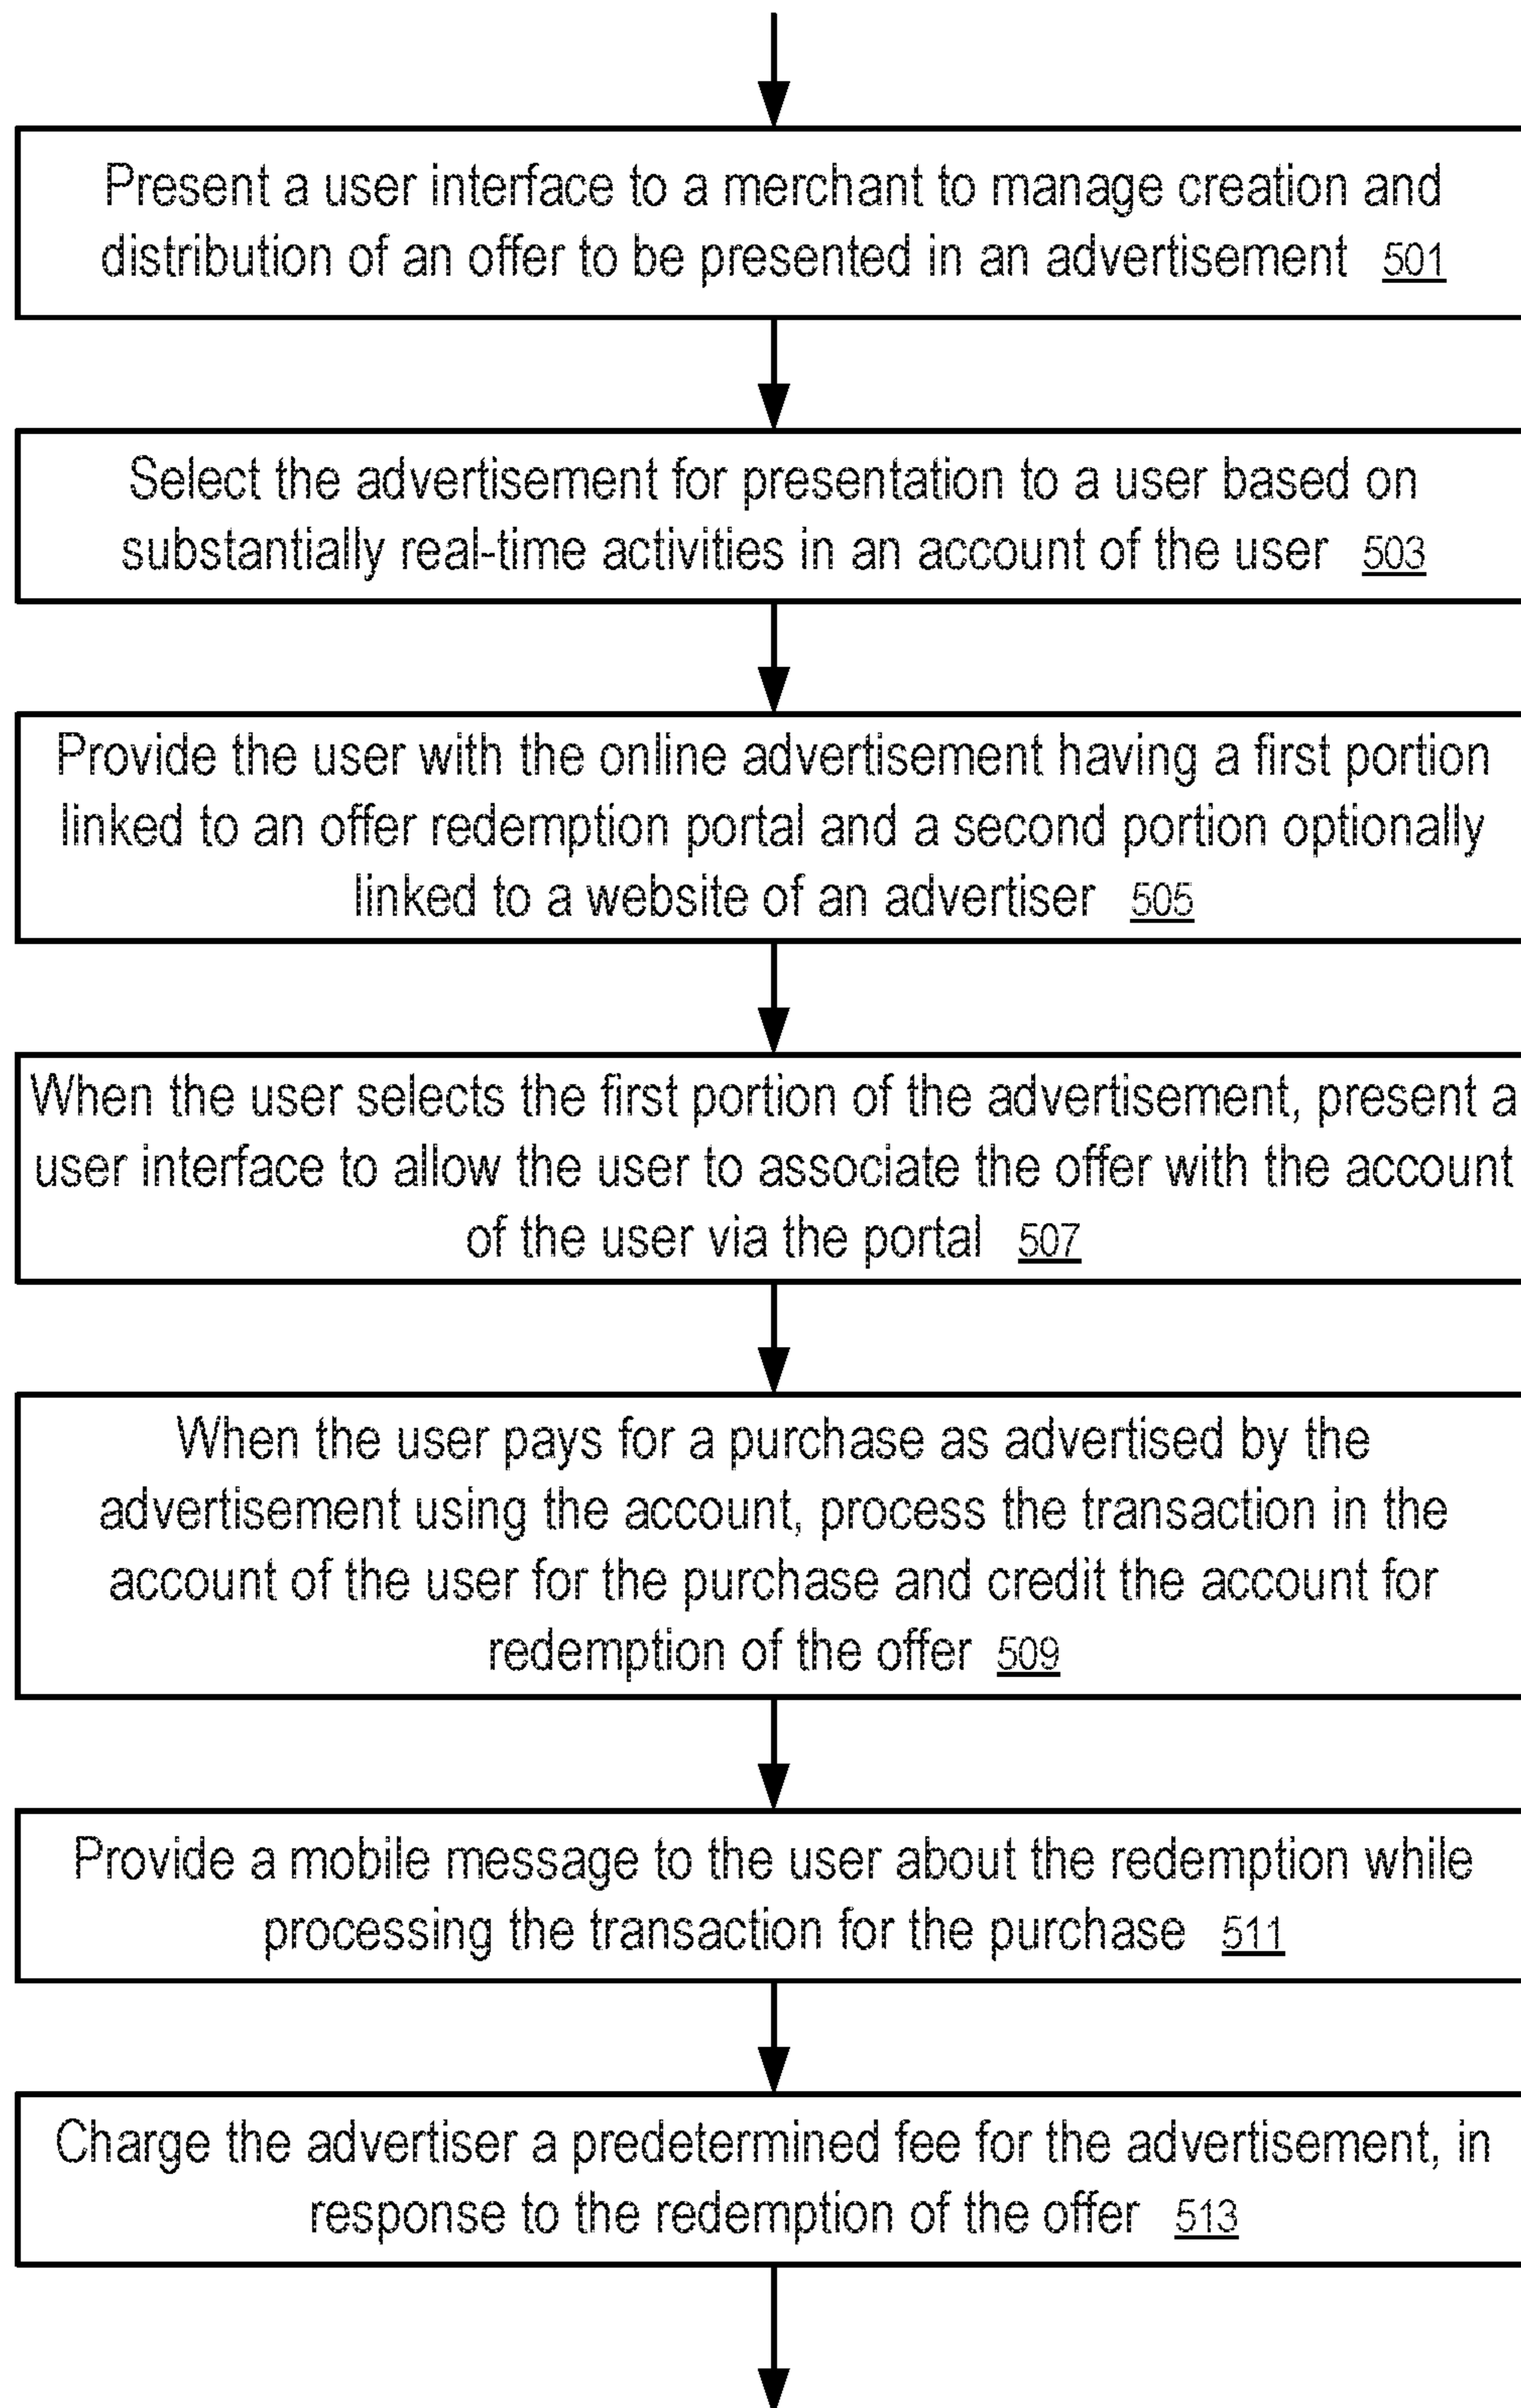 Present a user interface to a merchant to manage creation and
distribution of an offer to be presented in an advertisement 501
Select the advertisement for presentation to a user based on
substantially real-time activities in an account of the user 503
Provide the user with the online advertisement having a first portion
linked to an offer redemption portal and a second portion optionally
linked to a website of an advertiser 505
When the user selects the first portion of the advertisement, present a
user interface to allow the user to associate the offer with the account
of the user via the portal 507
When the user pays for a purchase as advertised by the
advertisement using the account, process the transaction in the
account of the user for the purchase and credit the account for
redemption of the offer 509
Provide a mobile message to the user about the redemption while
processing the transaction for the purchase 511
Charge the advertiser a predetermined fee for the advertisement, in
response to the redemption of the offer 513